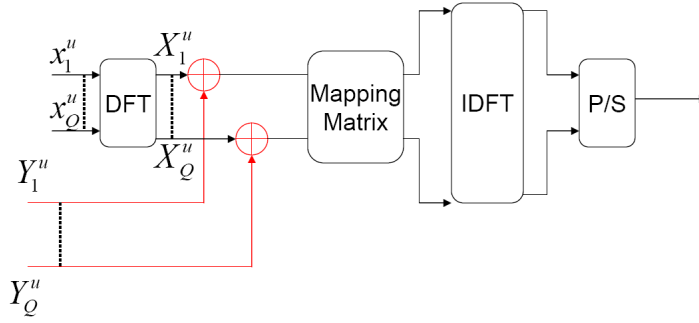 x_1^u
x_Q^u
DFT
X_1^u
X_Q^u
Y_1^u
Y_Q^u
Mapping
Matrix
IDFT
P/S